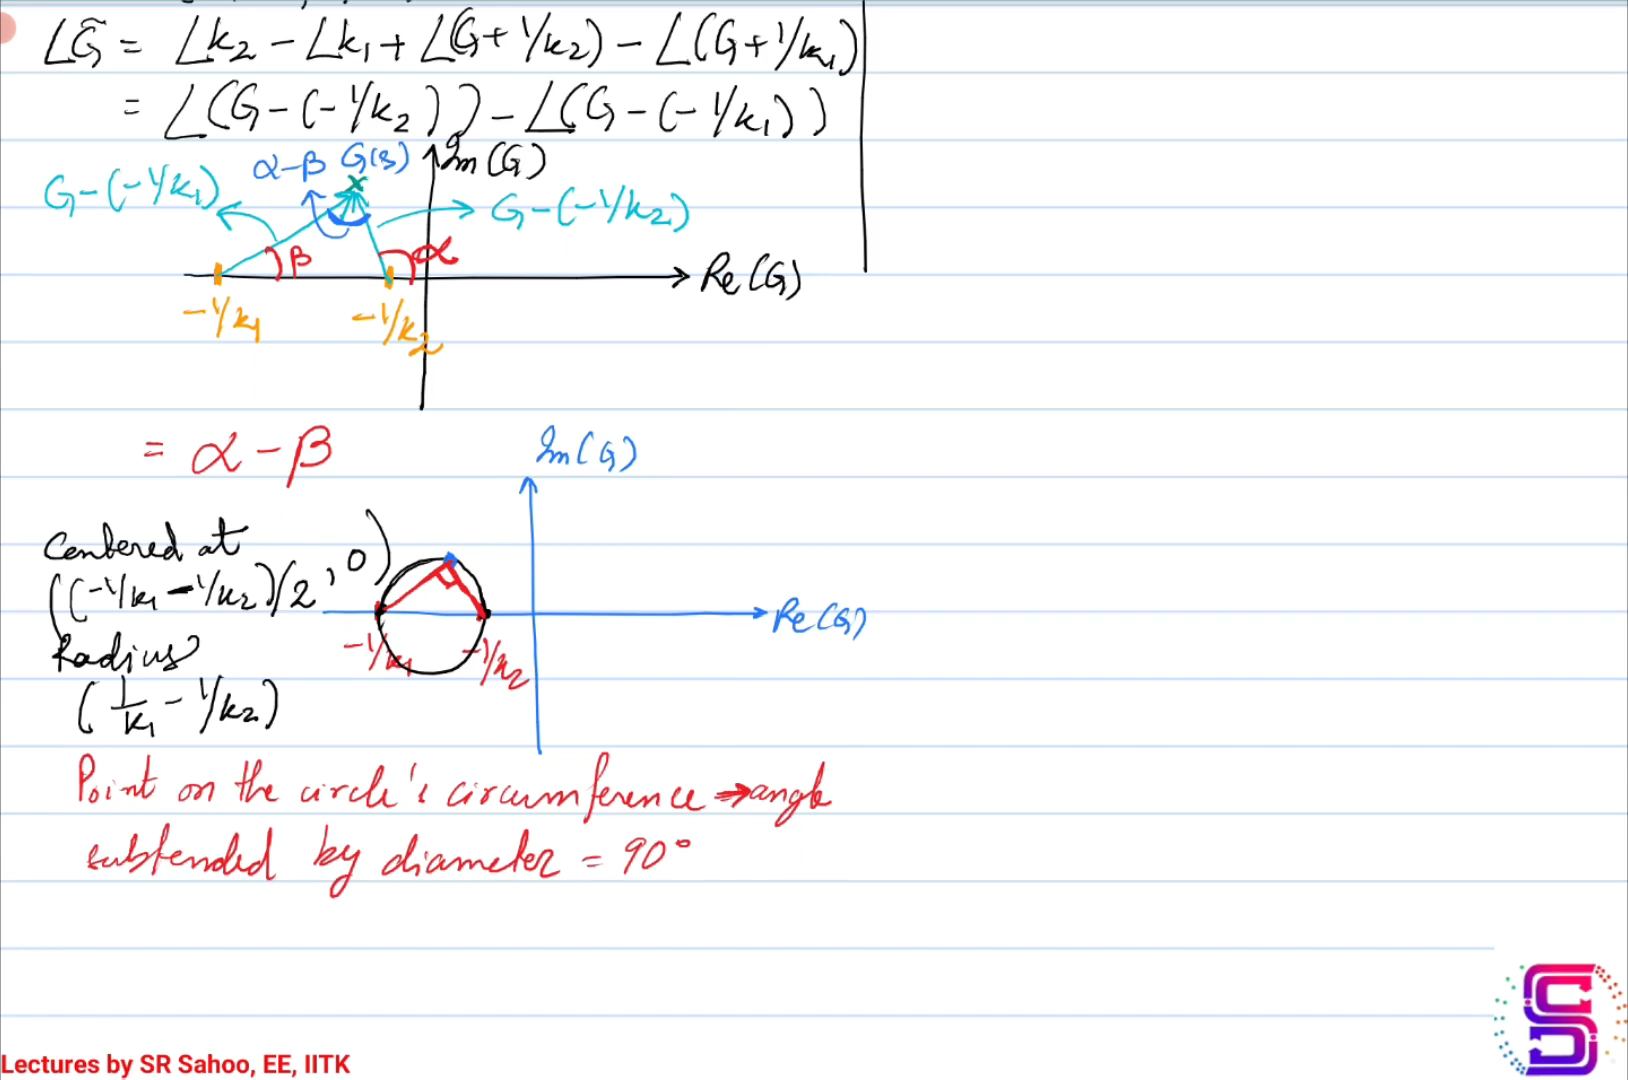 ∠G̃ = ∠k₂ - ∠k₁ + ∠(G + 1/k₂) - ∠(G + 1/k₁)
= ∠(G - (-1/k₂)) - ∠(G - (-1/k₁))
α-β G(s) Im(G)
G-(-1/k₁) G-(-1/k₂)
β α
Re(G)
-1/k₁ -1/k₂
= α - β
Im(G)
Centered at
((-1/k₁ - 1/k₂)/2, 0)
Re(G)
Radius
-1/k₁ -1/k₂
(1/k₁ - 1/k₂)
Point on the circle's circumference → angle
subtended by diameter = 90°
Lectures by SR Sahoo, EE, IITK